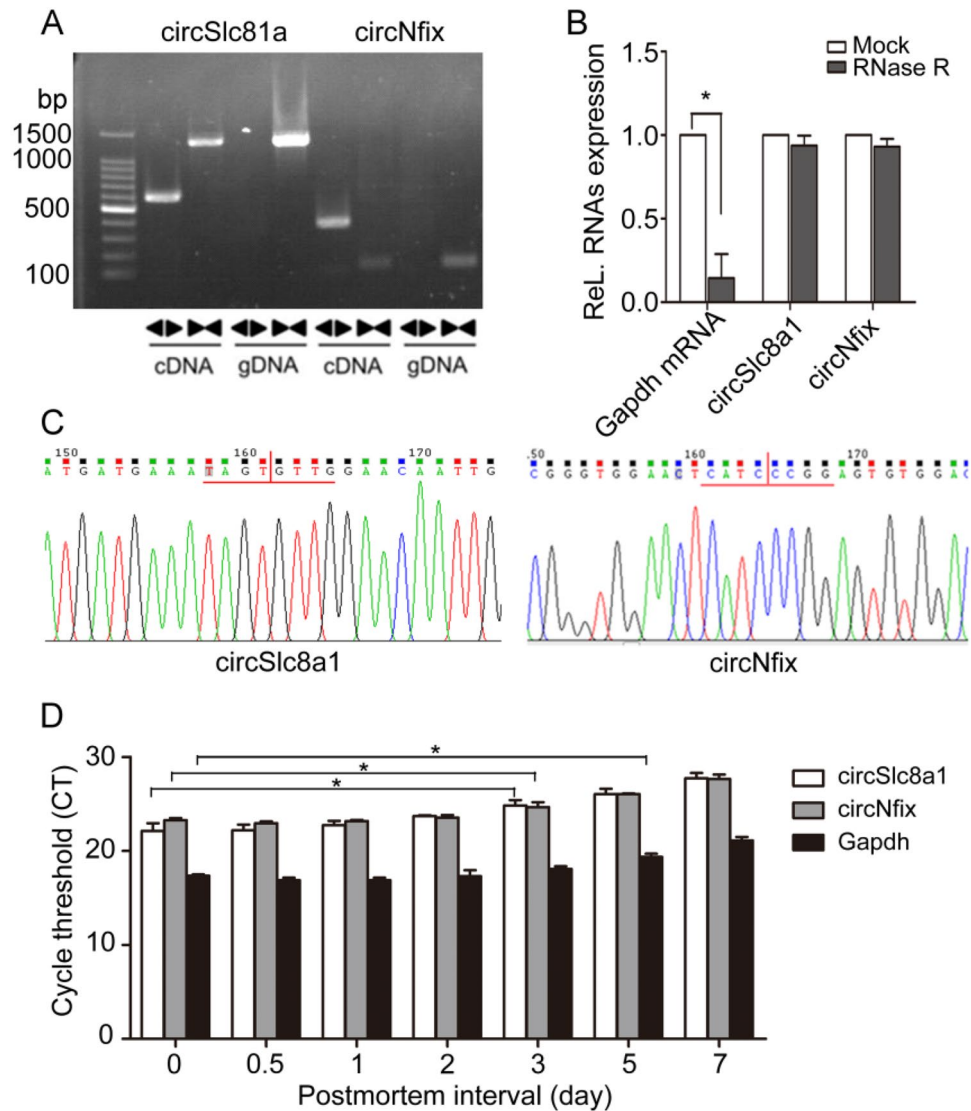 A
circSlc81a circNfix
bp
1500
1000
500
100
cDNA gDNA cDNA gDNA
B
Mock
RNase R
ReL. RNAs expression
1.5
1.0
0.5
0.0
*
Gapdh mRNA
circSlc8a1
circNfix
C
150 160 170
A T G A T G A A A T A G T G T T G G A A C A A T T G
circSlc8a1
50 160 170
C G G G T G G A A C T C A T C C C G G A G T G T G G A C
circNfix
D
Cycle threshold (CT)
30
20
10
0
* * *
circSlc8a1
circNfix
Gapdh
0 0.5 1 2 3 5 7
Postmortem interval (day)